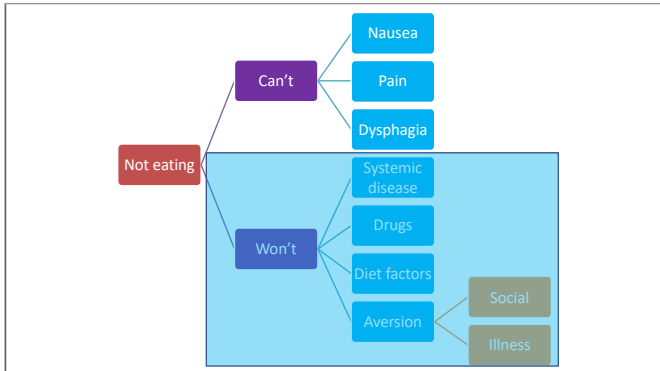 Nausea
Can't
Pain
Dysphagia
Not eating
Systemic
disease
Drugs
Won't
Diet factors
Social
Aversion
Illness